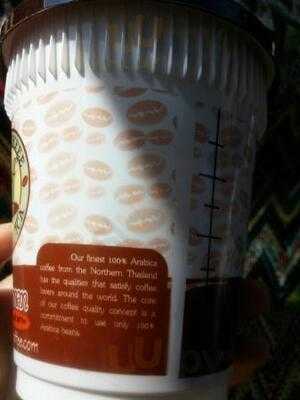 Our finest 100% Arabica
coffee from the Northern Thailand
has the qualities that satisfy coffee
lovers around the world. The core
of our coffee quality concept is a
commitment to use only 100%
Arabica beans.